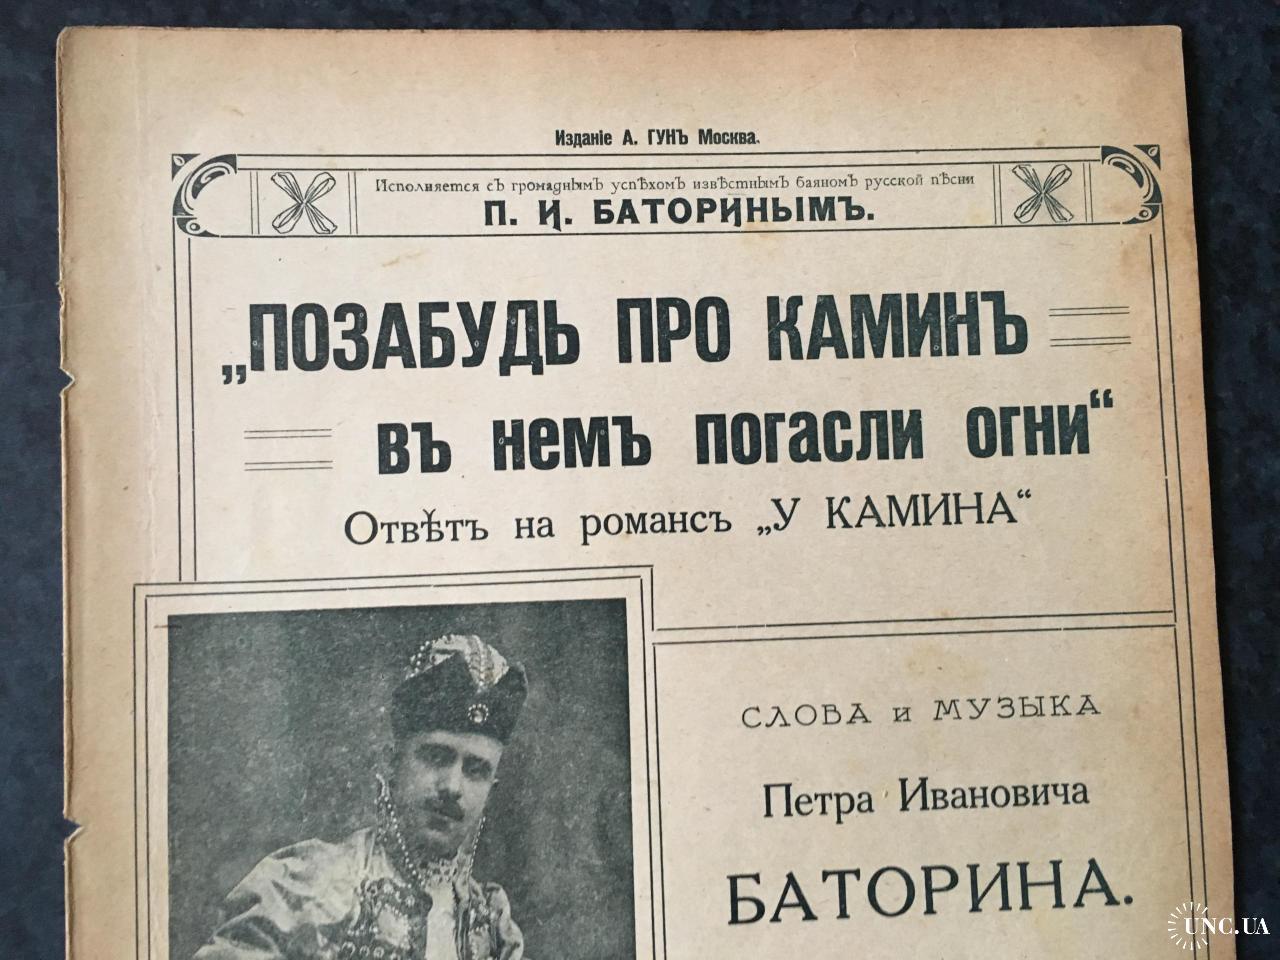 Изданіе А. ГУНЪ Москва.
Исполняется съ громаднымъ успѣхомъ извѣстнымъ баяномъ русской пѣсни
П. И. БАТОРИНЫМЪ.
„ПОЗАБУДЬ ПРО КАМИНЪ
въ немъ погасли огни“
Отвѣтъ на романсъ „У КАМИНА“
СЛОВА и МУЗЫКА
Петра Ивановича
БАТОРИНА.
UNC.UA